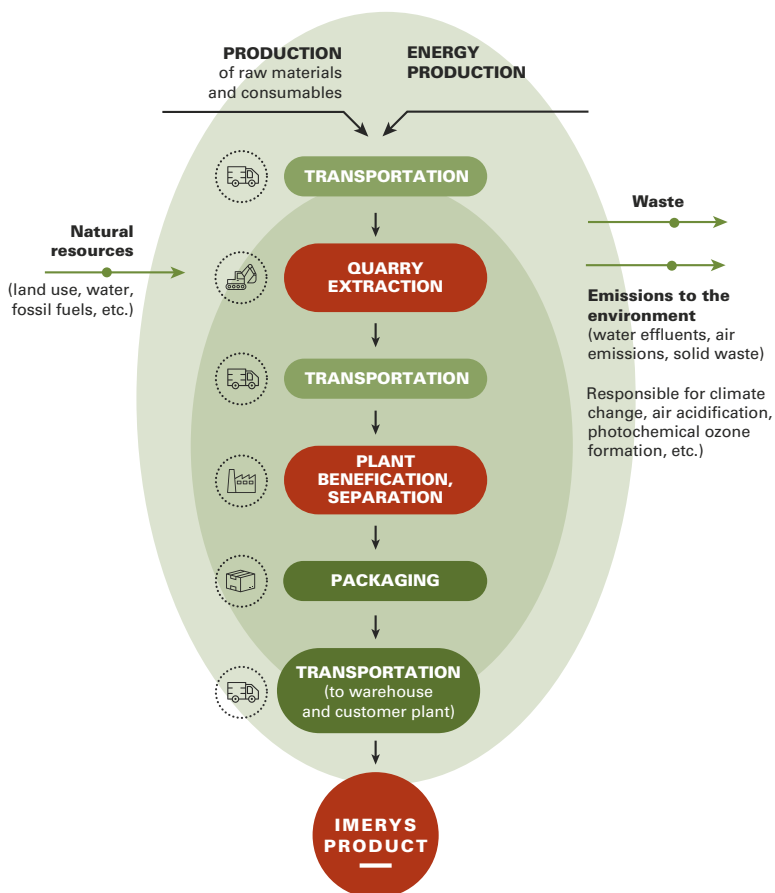 PRODUCTION
of raw materials
and consumables
ENERGY
PRODUCTION
TRANSPORTATION
Natural
resources
(land use, water,
fossil fuels, etc.)
QUARRY
EXTRACTION
Waste
Emissions to the
environment
(water effluents, air
emissions, solid waste)
Responsible for climate
change, air acidification,
photochemical ozone
formation, etc.)
TRANSPORTATION
PLANT
BENEFICATION,
SEPARATION
PACKAGING
TRANSPORTATION
(to warehouse
and customer plant)
IMERYS
PRODUCT